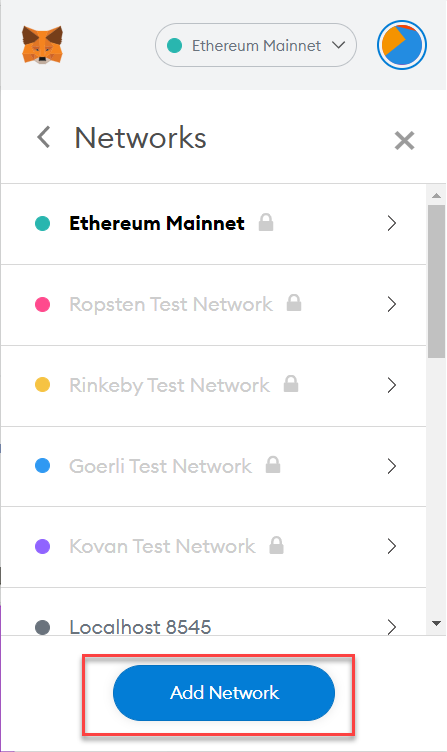 Ethereum Mainnet
Networks
Ethereum Mainnet
Ropsten Test Network
Rinkeby Test Network
Goerli Test Network
Kovan Test Network
Localhost 8545
Add Network